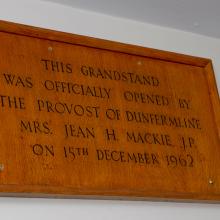 THIS GRANDSTAND
WAS OFFICIALLY OPENED BY
THE PROVOST OF DUNFERMLINE
MRS. JEAN H. MACKIE, J.P.
ON 15TH DECEMBER 1962